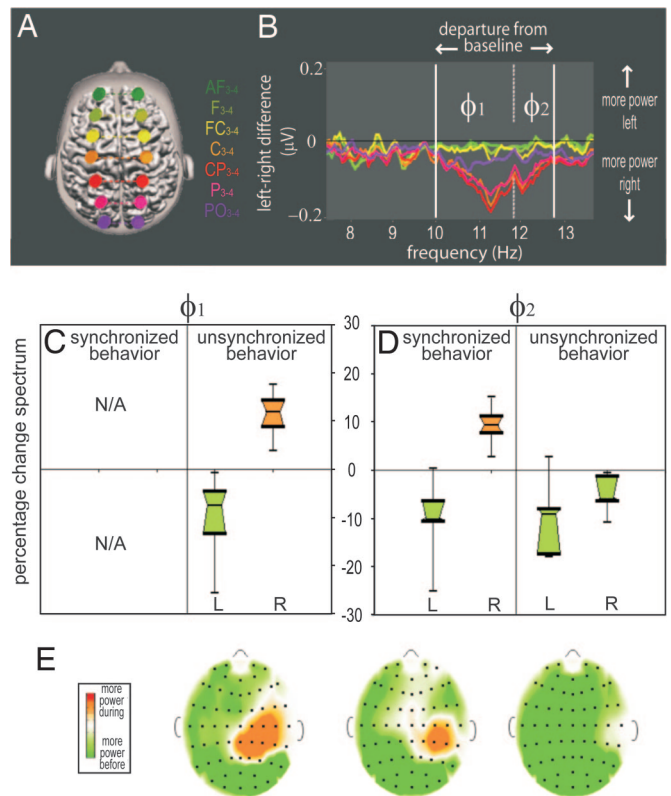 A
AF3-4
F3-4
FC3-4
C3-4
CP3-4
P3-4
PO3-4
B
departure from
baseline
left-right difference
(μV)
0.2
0
−0.2
ϕ1
ϕ2
8
9
10
11
12
13
frequency (Hz)
more power
left
more power
right
ϕ1
ϕ2
percentage change spectrum
C
synchronized
behavior
unsynchronized
behavior
N/A
N/A
L
R
30
20
10
0
-10
-20
-30
D
synchronized
behavior
unsynchronized
behavior
L
R
L
R
E
more
power
during
more
power
before